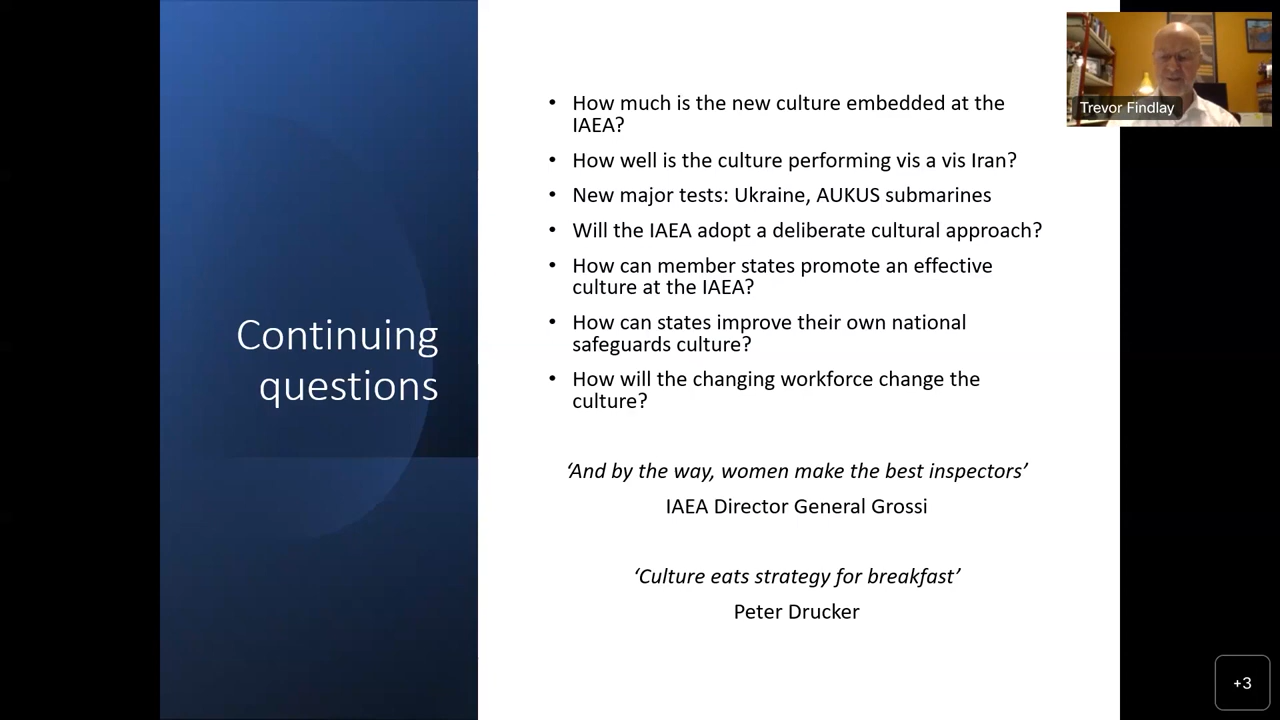 Continuing
questions
• How much is the new culture embedded at the
IAEA?
• How well is the culture performing vis a vis Iran?
• New major tests: Ukraine, AUKUS submarines
• Will the IAEA adopt a deliberate cultural approach?
• How can member states promote an effective
culture at the IAEA?
• How can states improve their own national
safeguards culture?
• How will the changing workforce change the
culture?
‘And by the way, women make the best inspectors’
IAEA Director General Grossi
‘Culture eats strategy for breakfast’
Peter Drucker
Trevor Findlay
+3